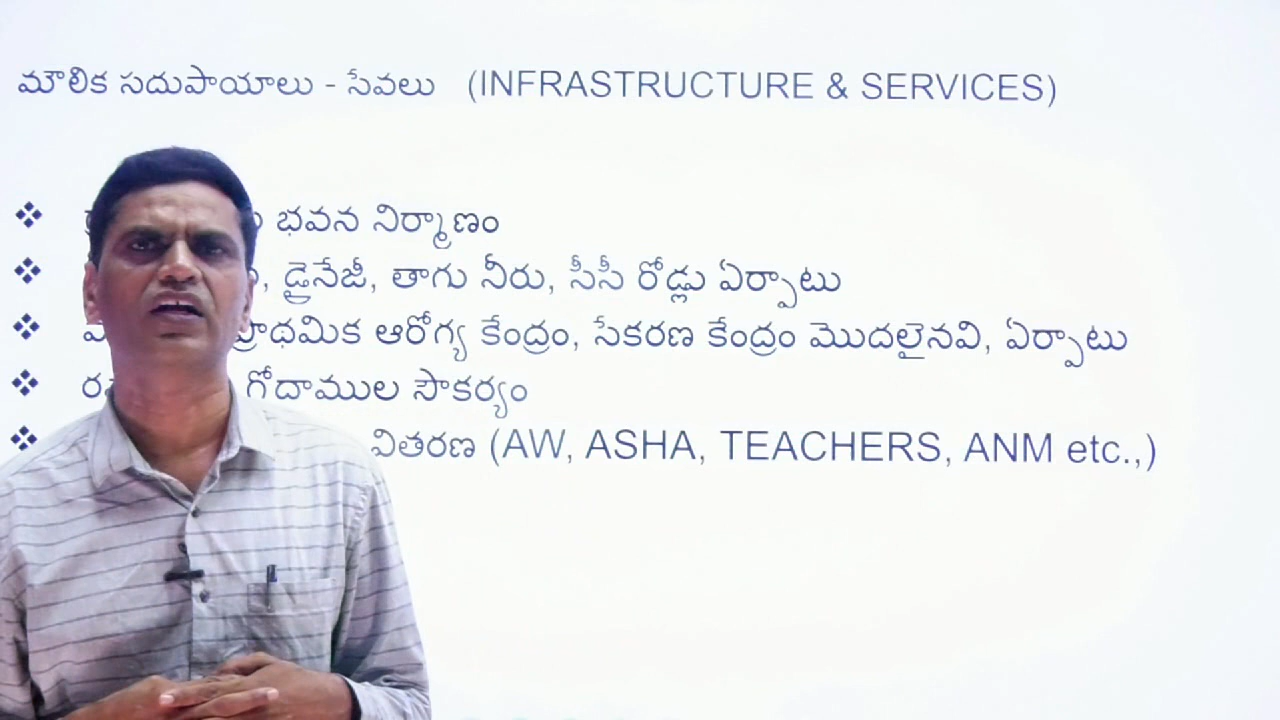 మౌలిక సదుపాయాలు - సేవలు (INFRASTRUCTURE & SERVICES)
భవన నిర్మాణం
డ్రైనేజీ, తాగు నీరు, సీసీ రోడ్లు ఏర్పాటు
ప్రాథమిక ఆరోగ్య కేంద్రం, సేకరణ కేంద్రం మొదలైనవి, ఏర్పాటు
గోదాముల సౌకర్యం
వితరణ (AW, ASHA, TEACHERS, ANM etc.,)